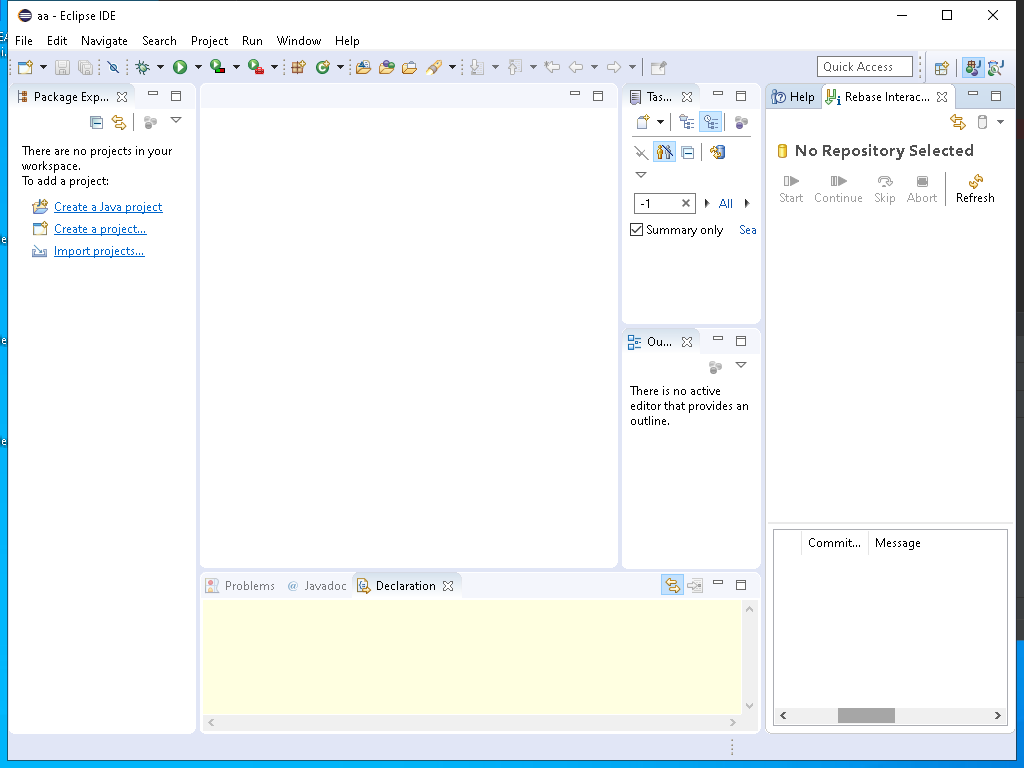 aa - Eclipse IDE
File Edit Navigate Search Project Run Window Help
Quick Access
Package Exp...
There are no projects in your
workspace.
To add a project:
Create a Java project
Create a project...
Import projects...
Tas...
-1
All
Summary only Sea
Ou...
There is no active
editor that provides an
outline.
Help Rebase Interac...
No Repository Selected
Start Continue Skip Abort Refresh
Commit... Message
Problems @ Javadoc Declaration